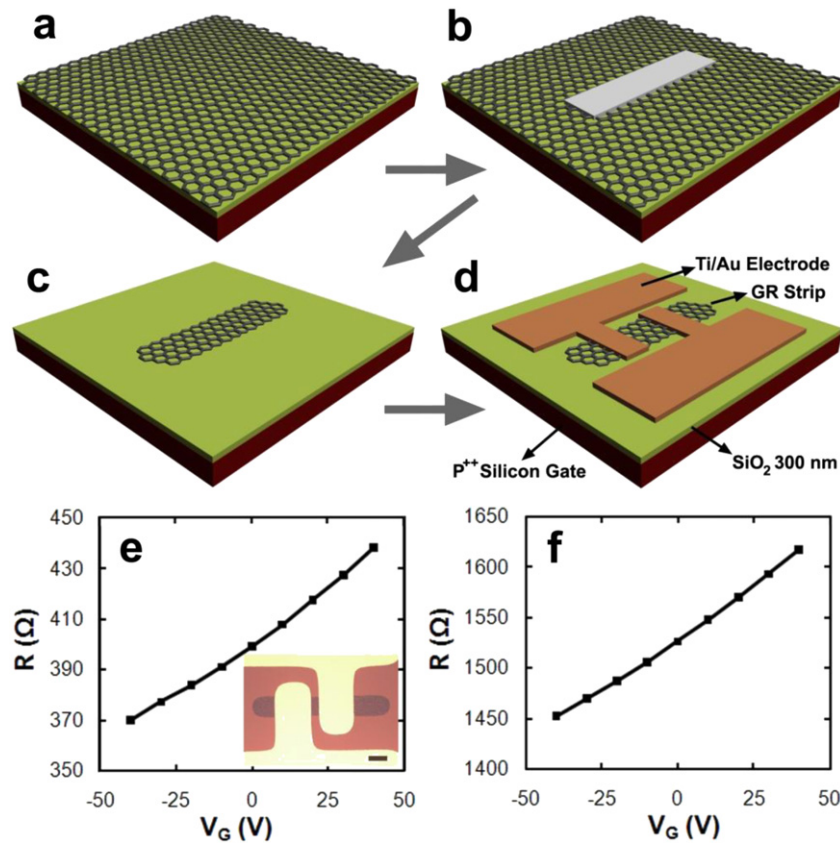 a
b
c
d
Ti/Au Electrode
GR Strip
P++ Silicon Gate
SiO2 300 nm
e
450
430
410
390
370
350
R (Ω)
-50
-25
0
25
50
VG (V)
f
1650
1600
1550
1500
1450
1400
R (Ω)
-50
-25
0
25
50
VG (V)